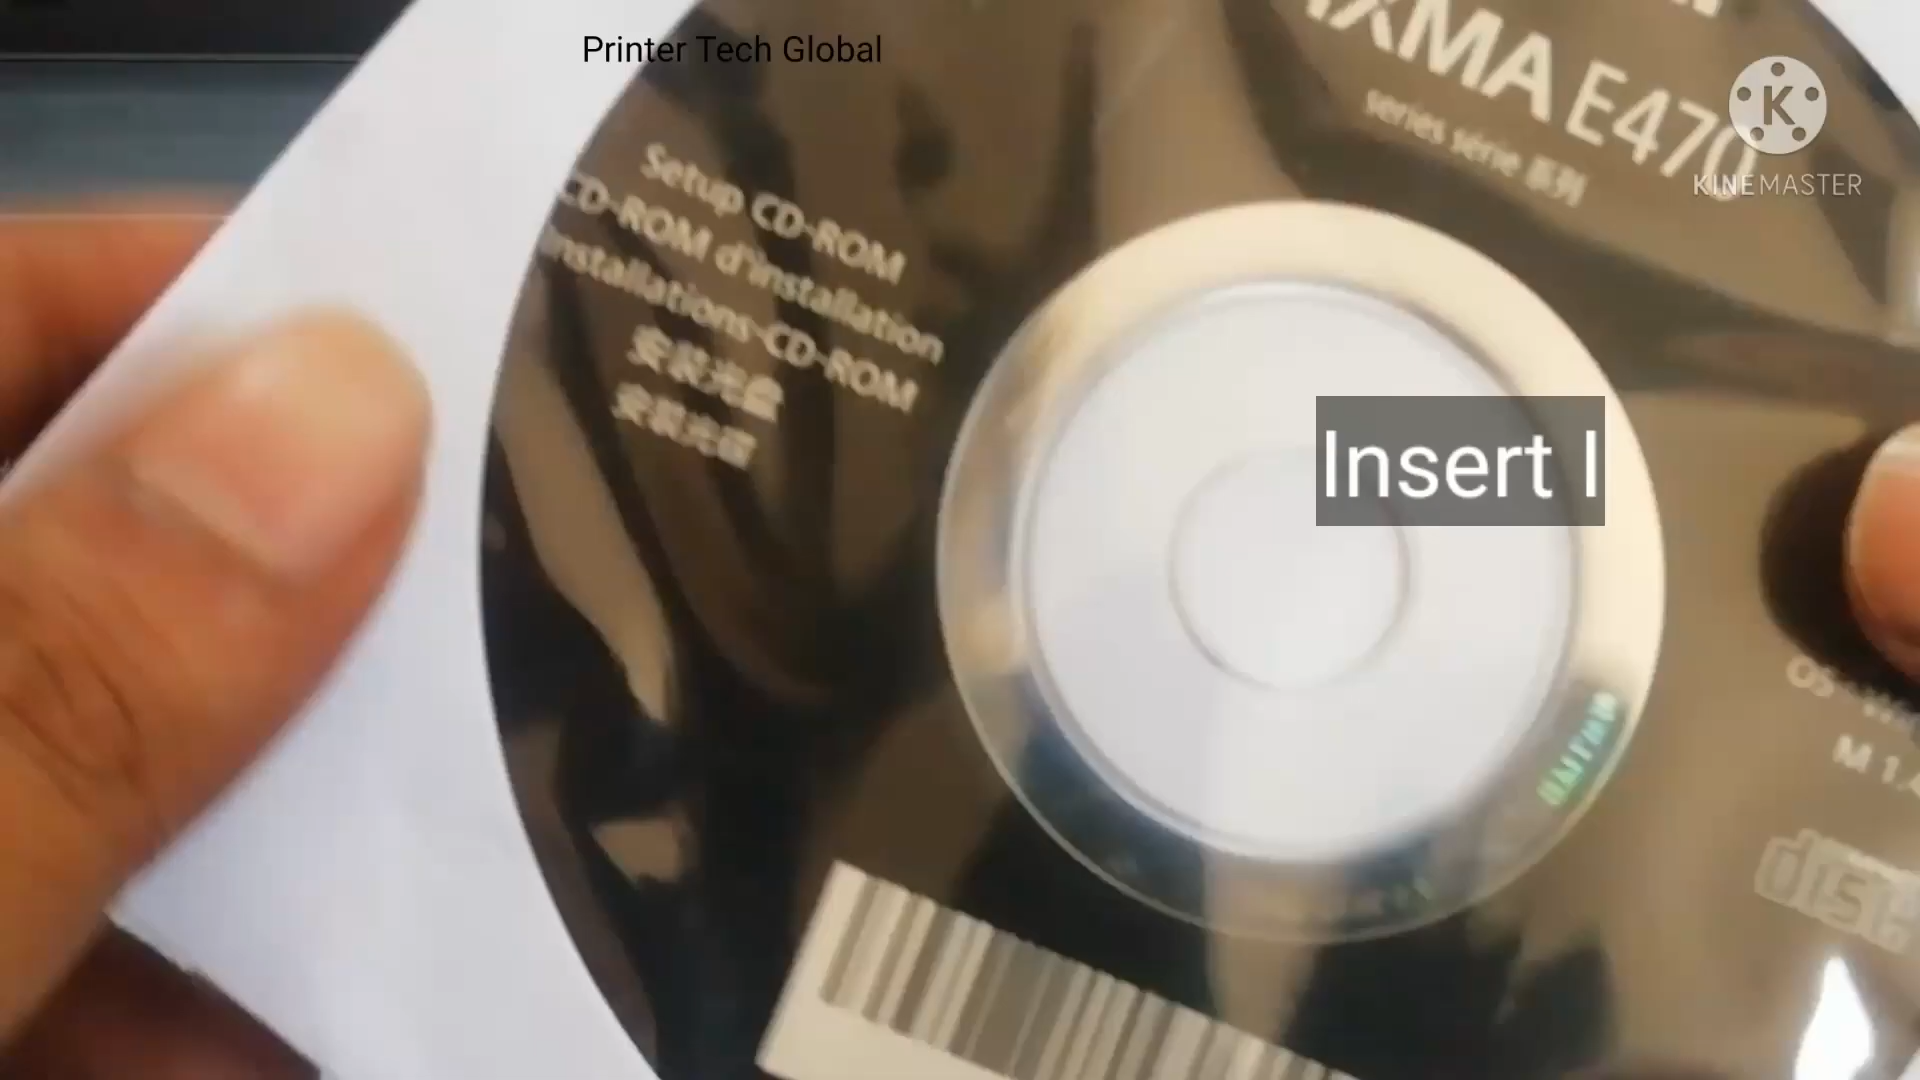 Printer Tech Global
E470
series série 系列
KINEMASTER
Setup CD-ROM
CD-ROM d'installation
Installations-CD-ROM
安装光盘
安裝光碟
Insert I